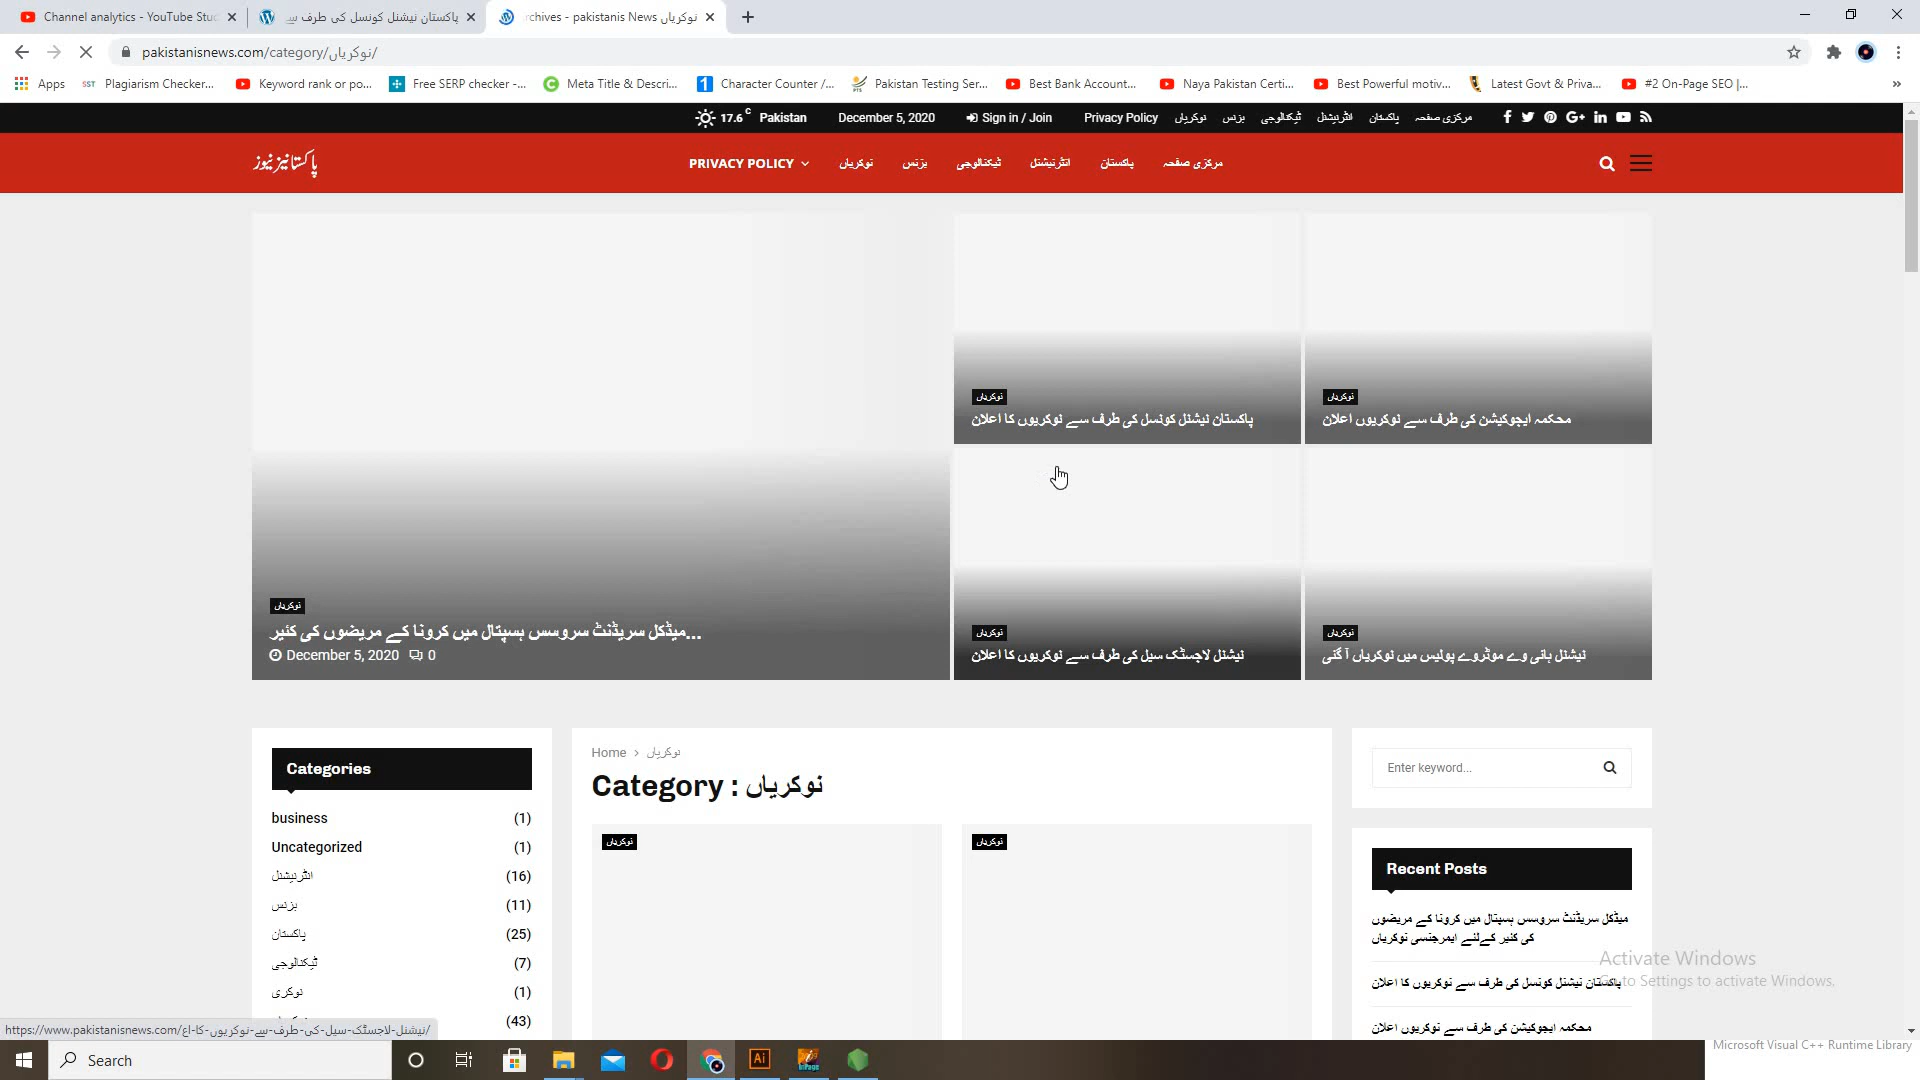 Channel analytics - YouTube Stu
پاکستان نیشنل کونسل کی طرف سے
نوکریاں Archives - pakistanis News
pakistanisnews.com/category/نوکریاں/
Apps
Plagiarism Checker...
Keyword rank or po...
Free SERP checker -...
Meta Title & Descri...
Character Counter /...
Pakistan Testing Ser...
Best Bank Account...
Naya Pakistan Certi...
Best Powerful motiv...
Latest Govt & Priva...
#2 On-Page SEO |...
17.6 C Pakistan
December 5, 2020
Sign in / Join
Privacy Policy
نوکریاں
بزنس
ٹیکنالوجی
انٹرنیشنل
پاکستان
مرکزی صفحہ
پاکستانیز نیوز
PRIVACY POLICY
نوکریاں
بزنس
ٹیکنالوجی
انٹرنیشنل
پاکستان
مرکزی صفحہ
نوکریاں
پاکستان نیشنل کونسل کی طرف سے نوکریوں کا اعلان
نوکریاں
محکمہ ایجوکیشن کی طرف سے نوکریوں اعلان
نوکریاں
میڈکل سریڈنٹ سروسس ہسپتال میں کرونا کے مریضوں کی کئیر...
December 5, 2020 0
نوکریاں
نیشنل لاجسٹک سیل کی طرف سے نوکریوں کا اعلان
نوکریاں
نیشنل ہائی وے موٹروے پولیس میں نوکریاں آ گئی
Categories
business (1)
Uncategorized (1)
انٹرنیشنل (16)
بزنس (11)
پاکستان (25)
ٹیکنالوجی (7)
نوکری (1)
(43)
Home > نوکریاں
Category : نوکریاں
نوکریاں
نوکریاں
Enter keyword...
Recent Posts
میڈکل سریڈنٹ سروسس ہسپتال میں کرونا کے مریضوں
کی کئیر کےلئے ایمرجنسی نوکریاں
پاکستان نیشنل کونسل کی طرف سے نوکریوں کا اعلان
محکمہ ایجوکیشن کی طرف سے نوکریوں اعلان
Activate Windows
Go to Settings to activate Windows.
https://www.pakistanisnews.com/نیشنل-لاجسٹک-سیل-کی-طرف-سے-نوکریوں-کا-اع/
Search
Microsoft Visual C++ Runtime Library